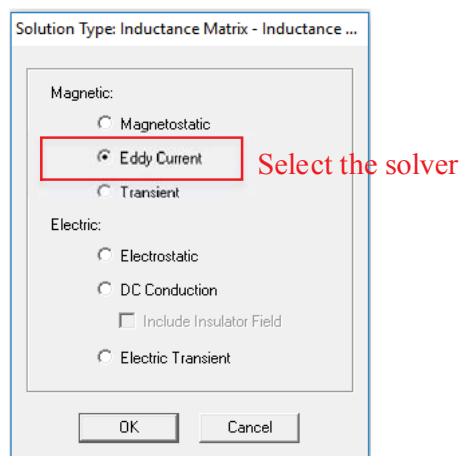 Solution Type: Inductance Matrix - Inductance ...
Magnetic:
Magnetostatic
Eddy Current
Select the solver
Transient
Electric:
Electrostatic
DC Conduction
Include Insulator Field
Electric Transient
OK Cancel